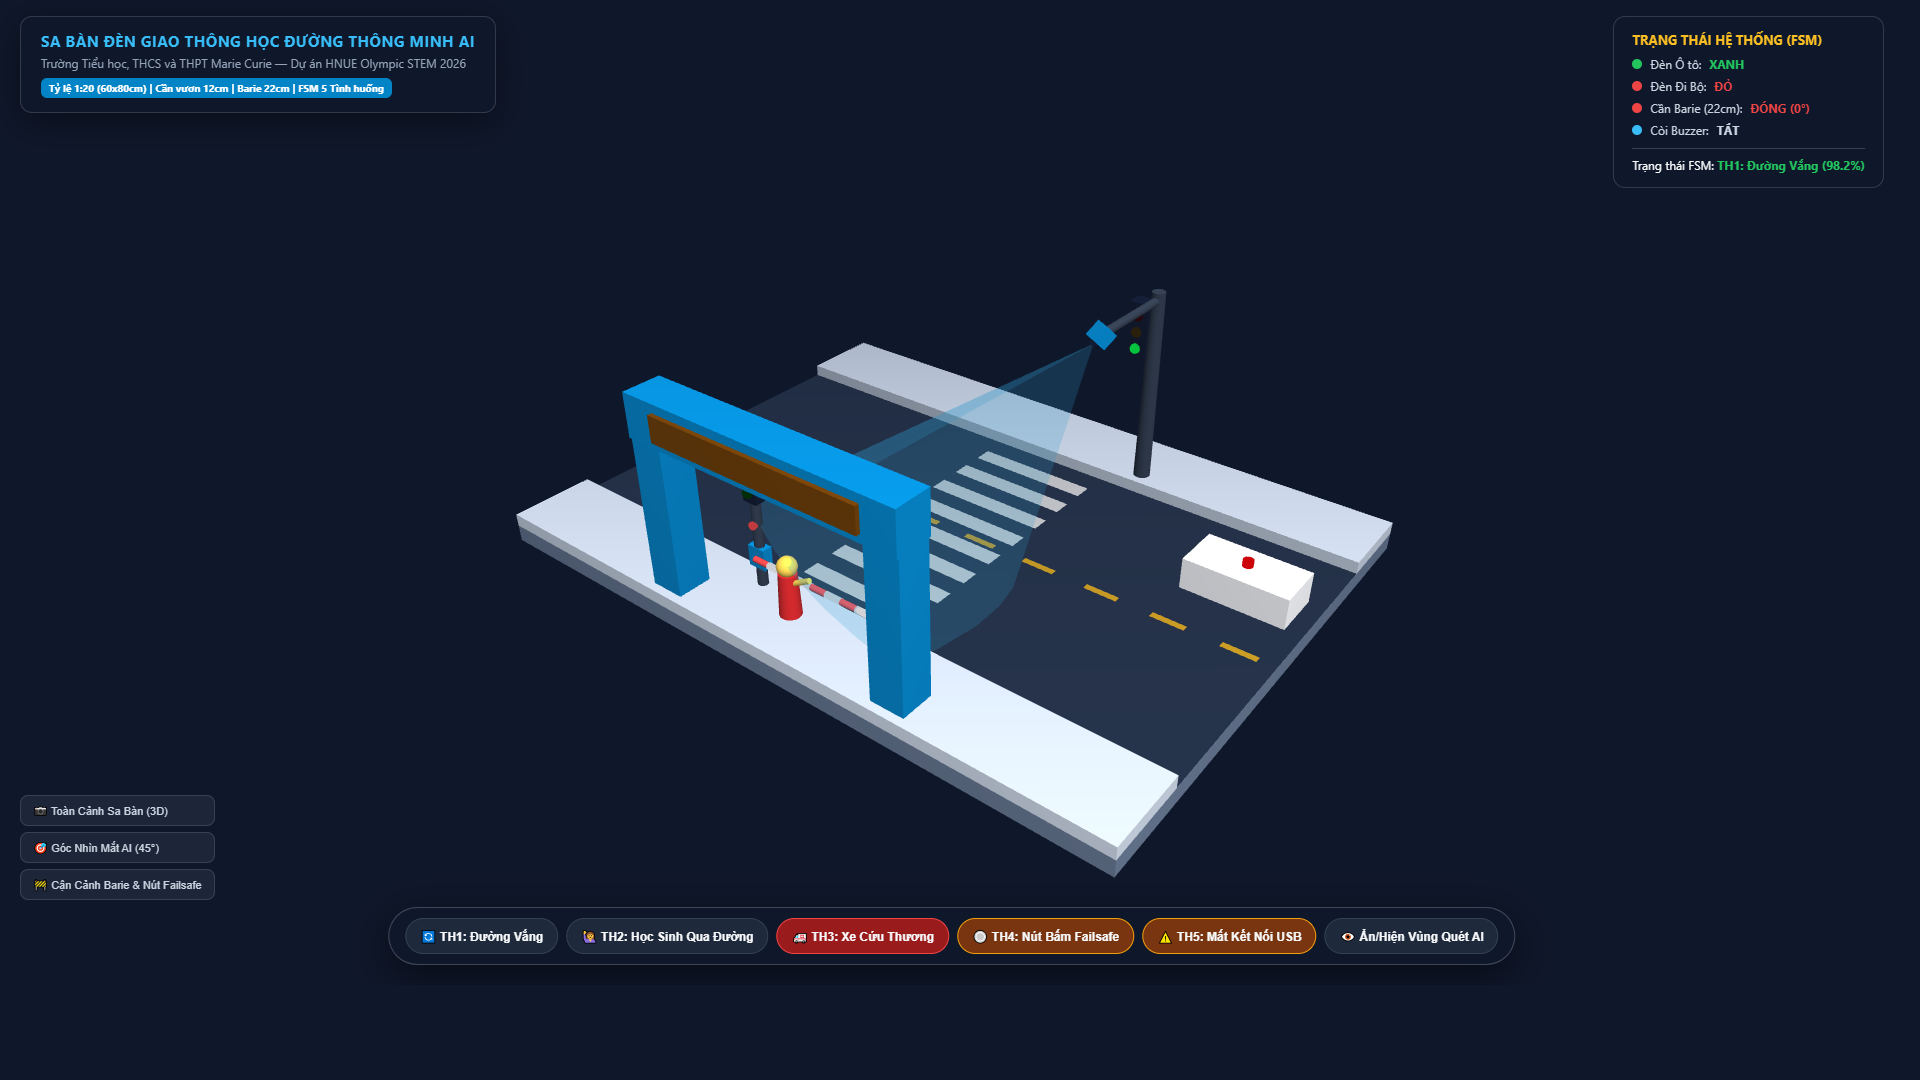 SA BÀN ĐÈN GIAO THÔNG HỌC ĐƯỜNG THÔNG MINH AI
Trường Tiểu học, THCS và THPT Marie Curie — Dự án HNUE Olympic STEM 2026
Tỷ lệ 1:20 (60x80cm) | Cần vươn 12cm | Barie 22cm | FSM 5 Tình huống
TRẠNG THÁI HỆ THỐNG (FSM)
Đèn Ô tô: XANH
Đèn Đi Bộ: ĐỎ
Cần Barie (22cm): ĐÓNG (0°)
Còi Buzzer: TẮT
Trạng thái FSM: TH1: Đường Vắng (98.2%)
Toàn Cảnh Sa Bàn (3D)
Góc Nhìn Mắt AI (45°)
Cận Cảnh Barie & Nút Failsafe
TH1: Đường Vắng
TH2: Học Sinh Qua Đường
TH3: Xe Cứu Thương
TH4: Nút Bấm Failsafe
TH5: Mất Kết Nối USB
Ẩn/Hiện Vùng Quét AI